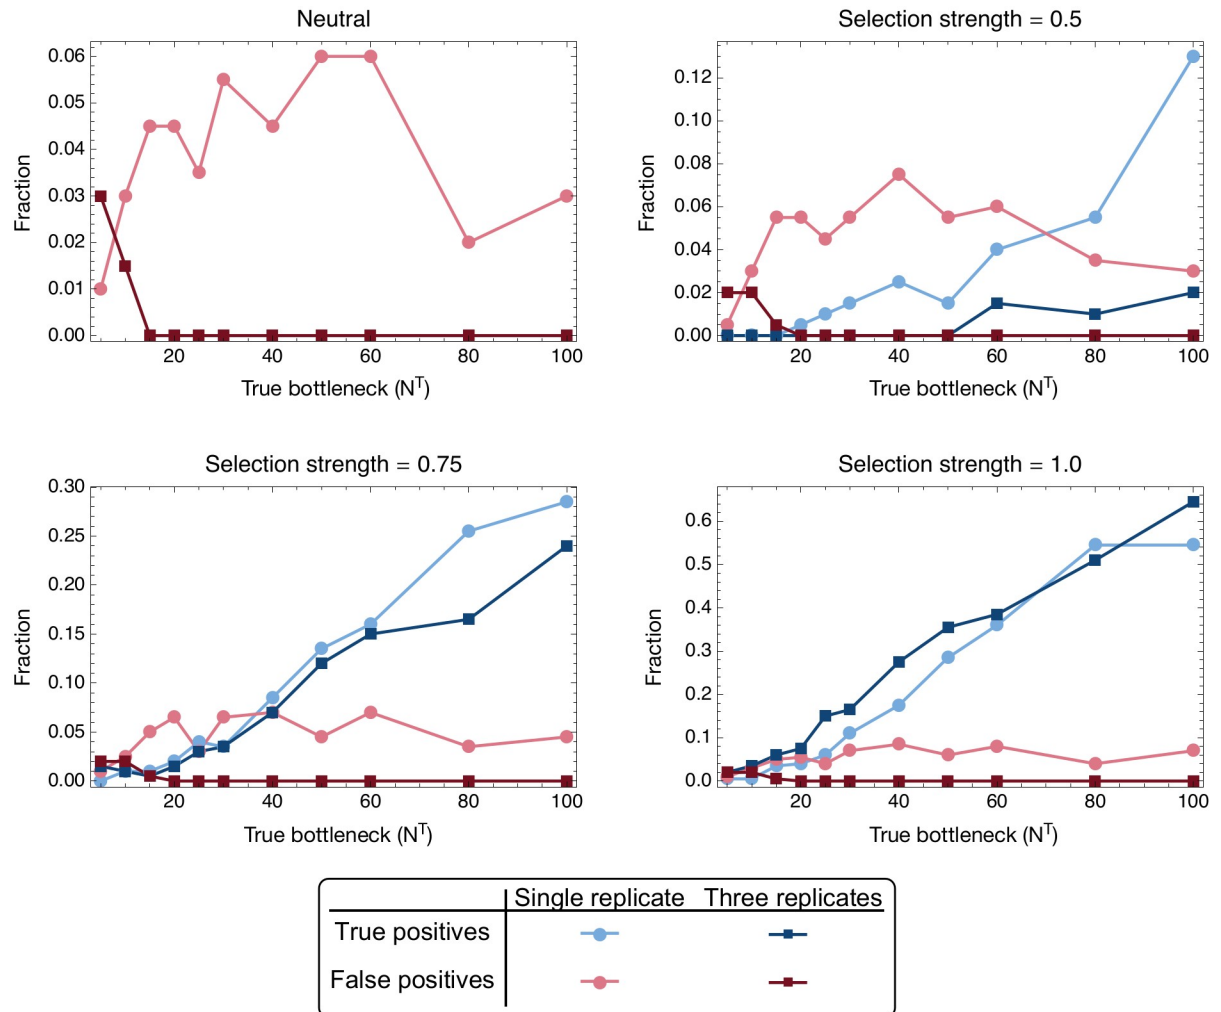 Neutral
Fraction
0.06
0.05
0.04
0.03
0.02
0.01
0.00
20 40 60 80 100
True bottleneck (N^T)
Selection strength = 0.5
Fraction
0.12
0.10
0.08
0.06
0.04
0.02
0.00
20 40 60 80 100
True bottleneck (N^T)
Selection strength = 0.75
Fraction
0.30
0.25
0.20
0.15
0.10
0.05
0.00
20 40 60 80 100
True bottleneck (N^T)
Selection strength = 1.0
Fraction
0.6
0.5
0.4
0.3
0.2
0.1
0.0
20 40 60 80 100
True bottleneck (N^T)
Single replicate Three replicates
True positives
False positives